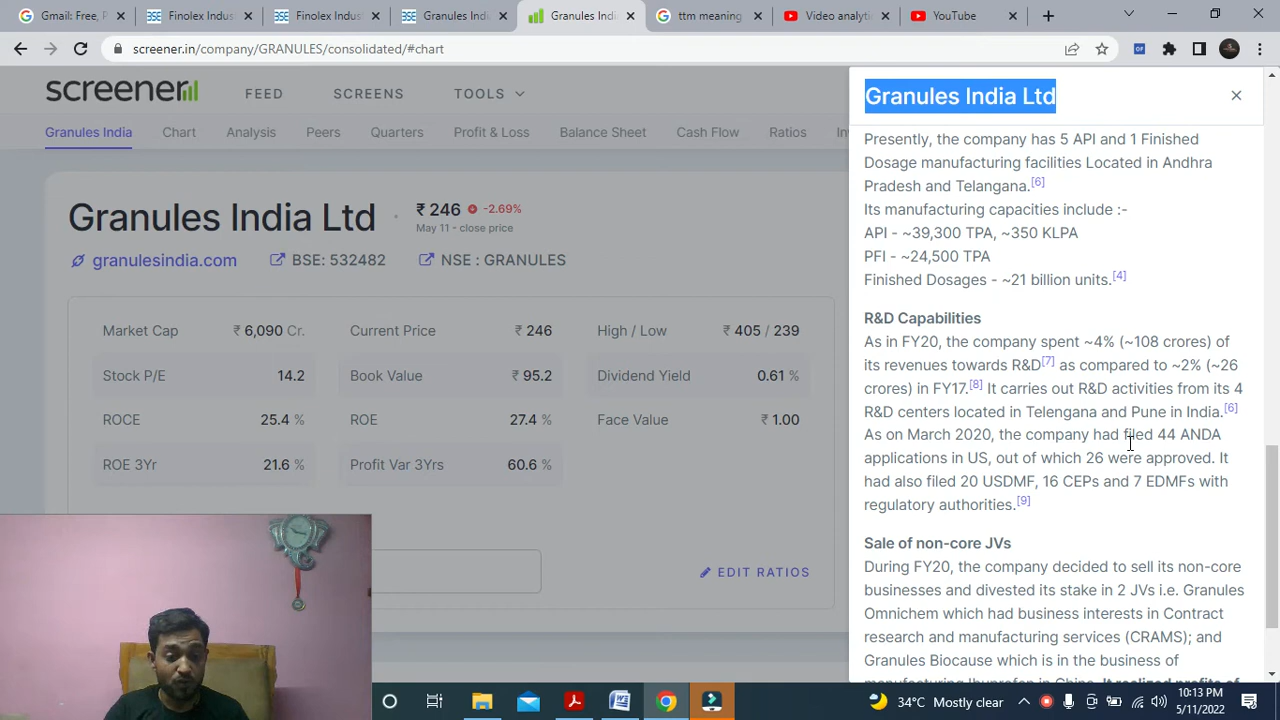 Gmail: Free, P
Finolex Indus
Finolex Indus
Granules Indi
Granules Indi
ttm meaning
Video analyti
YouTube
screener.in/company/GRANULES/consolidated/#chart
screener
FEED
SCREENS
TOOLS
Granules India
Chart
Analysis
Peers
Quarters
Profit & Loss
Balance Sheet
Cash Flow
Ratios
Granules India Ltd
₹ 246
-2.69%
May 11 - close price
granulesindia.com
BSE: 532482
NSE : GRANULES
Market Cap ₹ 6,090 Cr.
Current Price ₹ 246
High / Low ₹ 405 / 239
Stock P/E 14.2
Book Value ₹ 95.2
Dividend Yield 0.61 %
ROCE 25.4 %
ROE 27.4 %
Face Value ₹ 1.00
ROE 3Yr 21.6 %
Profit Var 3Yrs 60.6 %
EDIT RATIOS
Granules India Ltd
Presently, the company has 5 API and 1 Finished
Dosage manufacturing facilities Located in Andhra
Pradesh and Telangana.[6]
Its manufacturing capacities include :-
API - ~39,300 TPA, ~350 KLPA
PFI - ~24,500 TPA
Finished Dosages - ~21 billion units.[4]
R&D Capabilities
As in FY20, the company spent ~4% (~108 crores) of
its revenues towards R&D[7] as compared to ~2% (~26
crores) in FY17.[8] It carries out R&D activities from its 4
R&D centers located in Telengana and Pune in India.[6]
As on March 2020, the company had filed 44 ANDA
applications in US, out of which 26 were approved. It
had also filed 20 USDMF, 16 CEPs and 7 EDMFs with
regulatory authorities.[9]
Sale of non-core JVs
During FY20, the company decided to sell its non-core
businesses and divested its stake in 2 JVs i.e. Granules
Omnichem which had business interests in Contract
research and manufacturing services (CRAMS); and
Granules Biocause which is in the business of
manufacturing Ibuprofen in China. It realized profits of
34°C Mostly clear
10:13 PM
5/11/2022